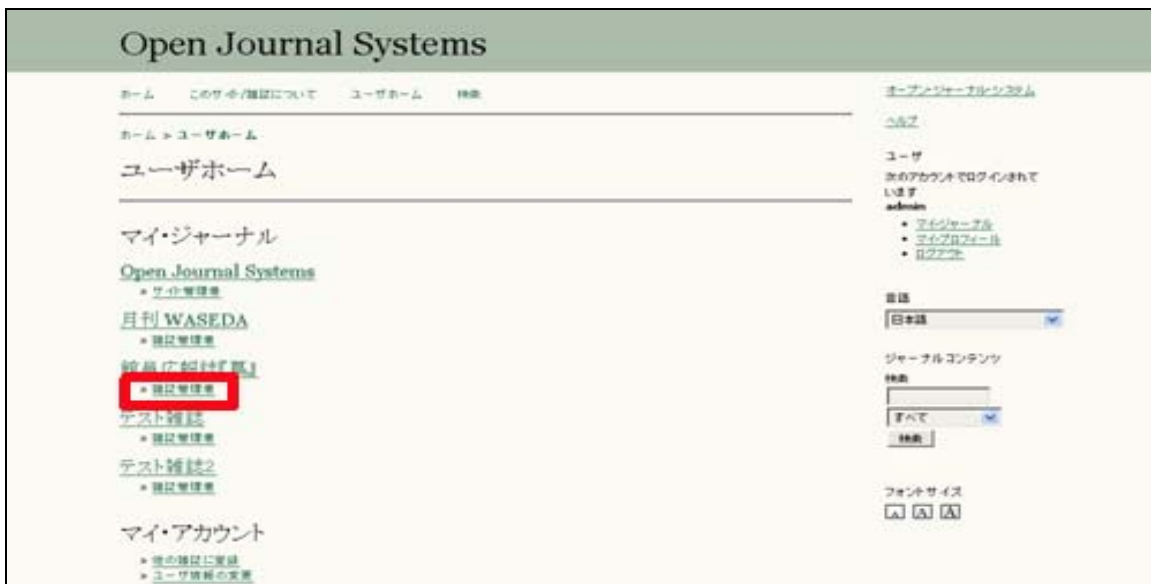 Open Journal Systems
ホーム このサイト/雑誌について ユーザホーム 検索
ホーム » ユーザホーム
ユーザホーム
マイ・ジャーナル
Open Journal Systems
» サイト管理者
月刊 WASEDA
» 雑誌管理者
» 雑誌管理者
テスト雑誌
» 雑誌管理者
テスト雑誌2
» 雑誌管理者
マイ・アカウント
» 他の雑誌に登録
» ユーザ情報の変更
オープン・ジャーナル・システム
ヘルプ
ユーザ
次のアカウントでログインされて
います
admin
• マイ・ジャーナル
• マイ・プロフィール
• ログアウト
言語
日本語
ジャーナルコンテンツ
検索
すべて
検索
フォントサイズ
A A A